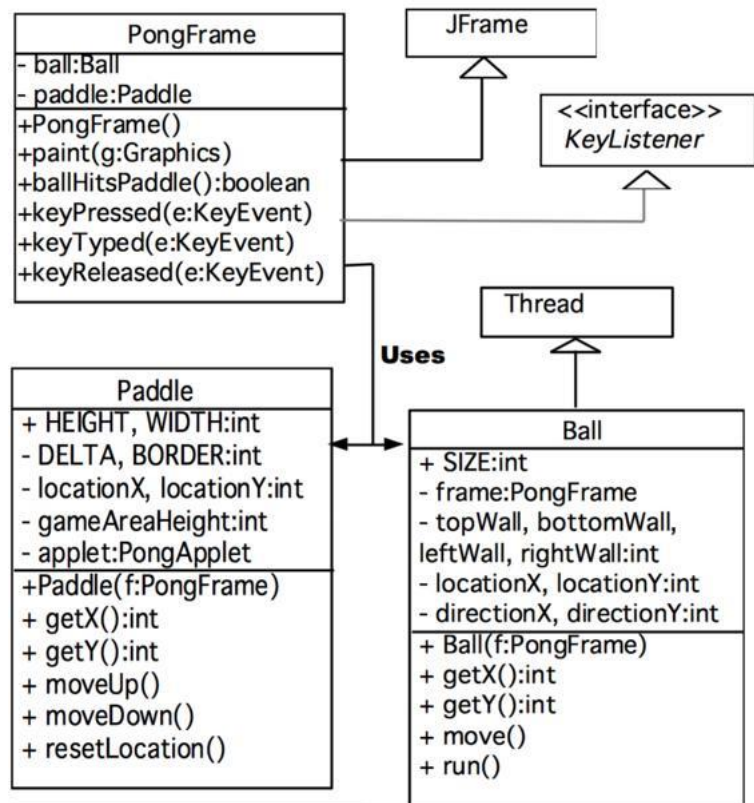 PongFrame
- ball:Ball
- paddle:Paddle
+PongFrame()
+paint(g:Graphics)
+ballHitsPaddle():boolean
+keyPressed(e:KeyEvent)
+keyTyped(e:KeyEvent)
+keyReleased(e:KeyEvent)
JFrame
<<interface>>
KeyListener
Thread
Uses
Paddle
+ HEIGHT, WIDTH:int
- DELTA, BORDER:int
- locationX, locationY:int
- gameAreaHeight:int
- applet:PongApplet
+Paddle(f:PongFrame)
+ getX():int
+ getY():int
+ moveUp()
+ moveDown()
+ resetLocation()
Ball
+ SIZE:int
- frame:PongFrame
- topWall, bottomWall,
leftWall, rightWall:int
- locationX, locationY:int
- directionX, directionY:int
+ Ball(f:PongFrame)
+ getX():int
+ getY():int
+ move()
+ run()